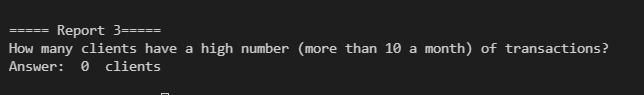 ===== Report 3=====
How many clients have a high number (more than 10 a month) of transactions?
Answer:  0  clients